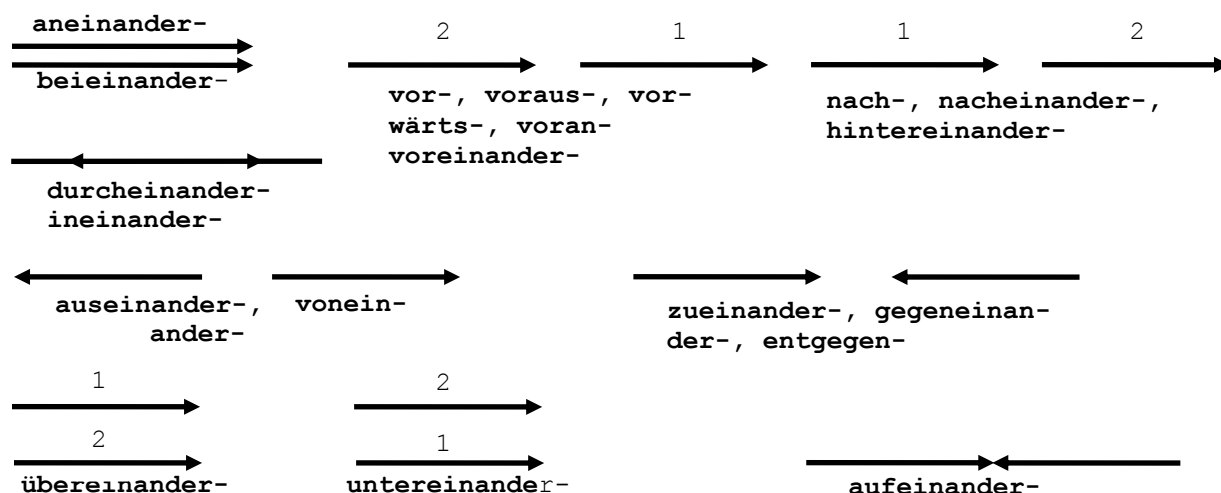 aneinander-
beieinander-
2 1 1 2
vor-, voraus-, vor-
wärts-, voran-
voreinander-
nach-, nacheinander-,
hintereinander-
durcheinander-
ineinander-
auseinander-, vonein-
ander-
zueinander-, gegeneinan-
der-, entgegen-
1 2
2 1
übereinander- untereinander- aufeinander-